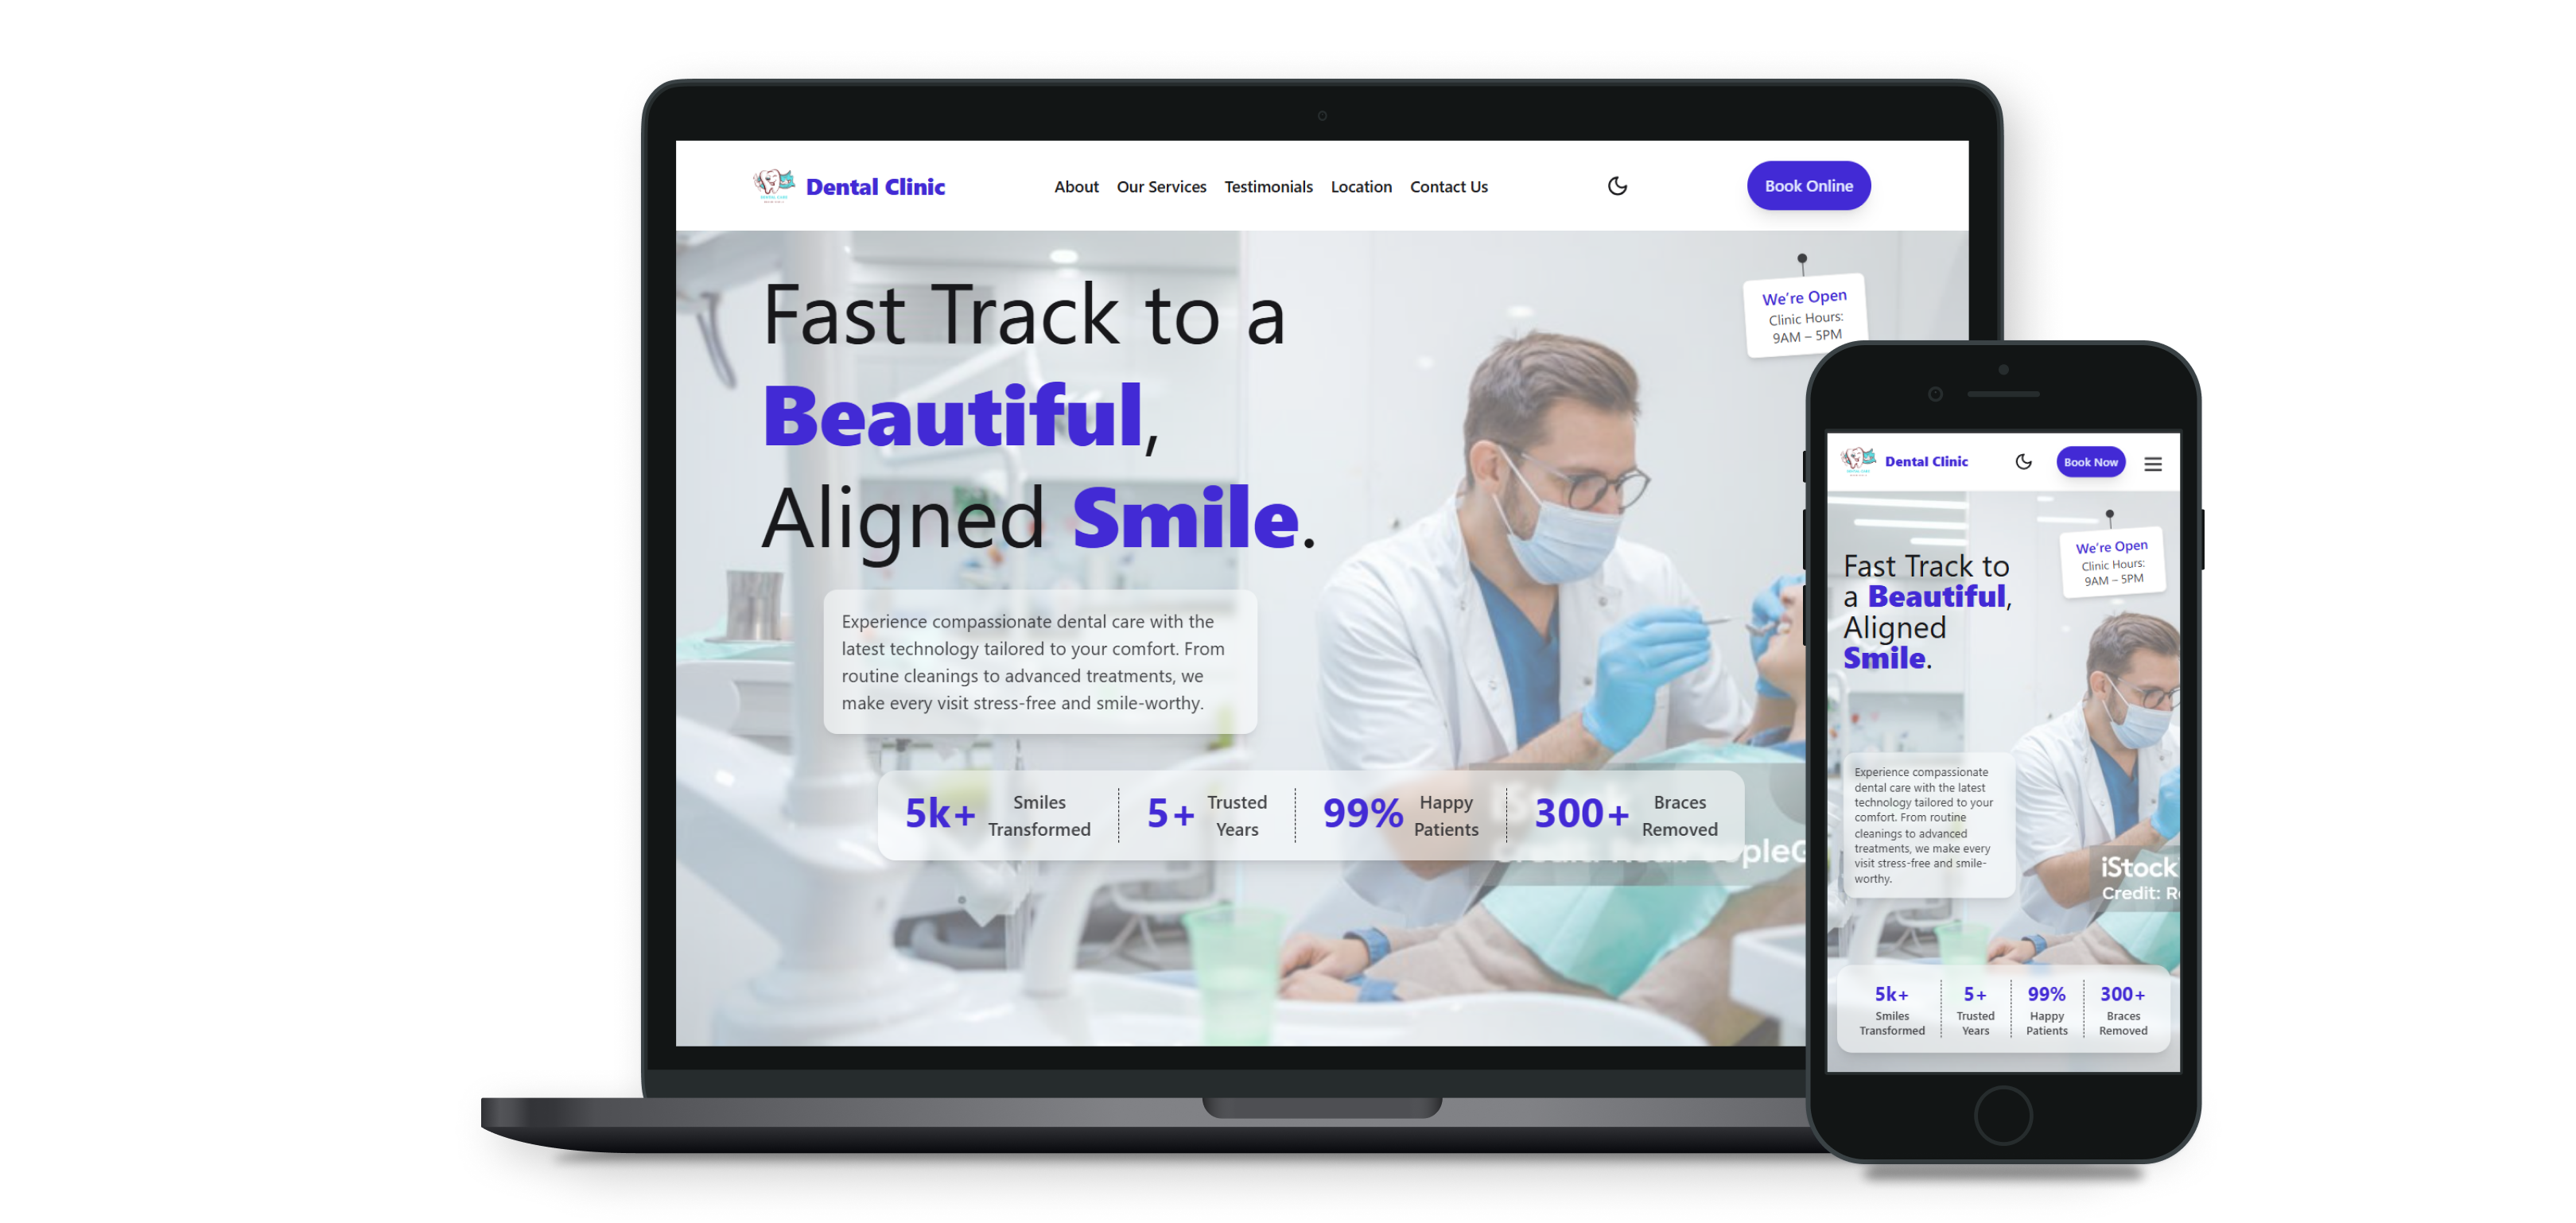 Dental Clinic
About Our Services Testimonials Location Contact Us
Book Online
Fast Track to a
Beautiful,
Aligned Smile.
We're Open
Clinic Hours:
9AM – 5PM
Experience compassionate dental care with the
latest technology tailored to your comfort. From
routine cleanings to advanced treatments, we
make every visit stress-free and smile-worthy.
5k+ Smiles Transformed
5+ Trusted Years
99% Happy Patients
300+ Braces Removed
Dental Clinic
Book Now
Fast Track to
a Beautiful,
Aligned
Smile.
We're Open
Clinic Hours:
9AM – 5PM
Experience compassionate
dental care with the latest
technology tailored to your
comfort. From routine
cleanings to advanced
treatments, we make every
visit stress-free and smile-
worthy.
iStock
Credit:
5k+ Smiles Transformed
5+ Trusted Years
99% Happy Patients
300+ Braces Removed